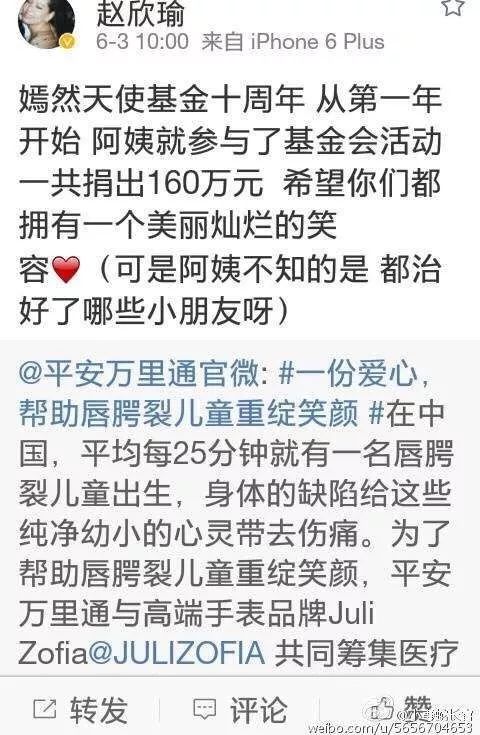 赵欣瑜
6-3 10:00 来自 iPhone 6 Plus
嫣然天使基金十周年 从第一年
开始 阿姨就参与了基金会活动
一共捐出160万元 希望你们都
拥有一个美丽灿烂的笑
容❤️（可是阿姨不知的是 都治
好了哪些小朋友呀）
@平安万里通官微: #一份爱心，
帮助唇腭裂儿童重绽笑颜 #在中
国，平均每25分钟就有一名唇腭
裂儿童出生，身体的缺陷给这些
纯净幼小的心灵带去伤痛。为了
帮助唇腭裂儿童重绽笑颜，平安
万里通与高端手表品牌Juli
Zofia@JULIZOFIA 共同筹集医疗
转发 评论 赞
weibo.com/u/5656704653